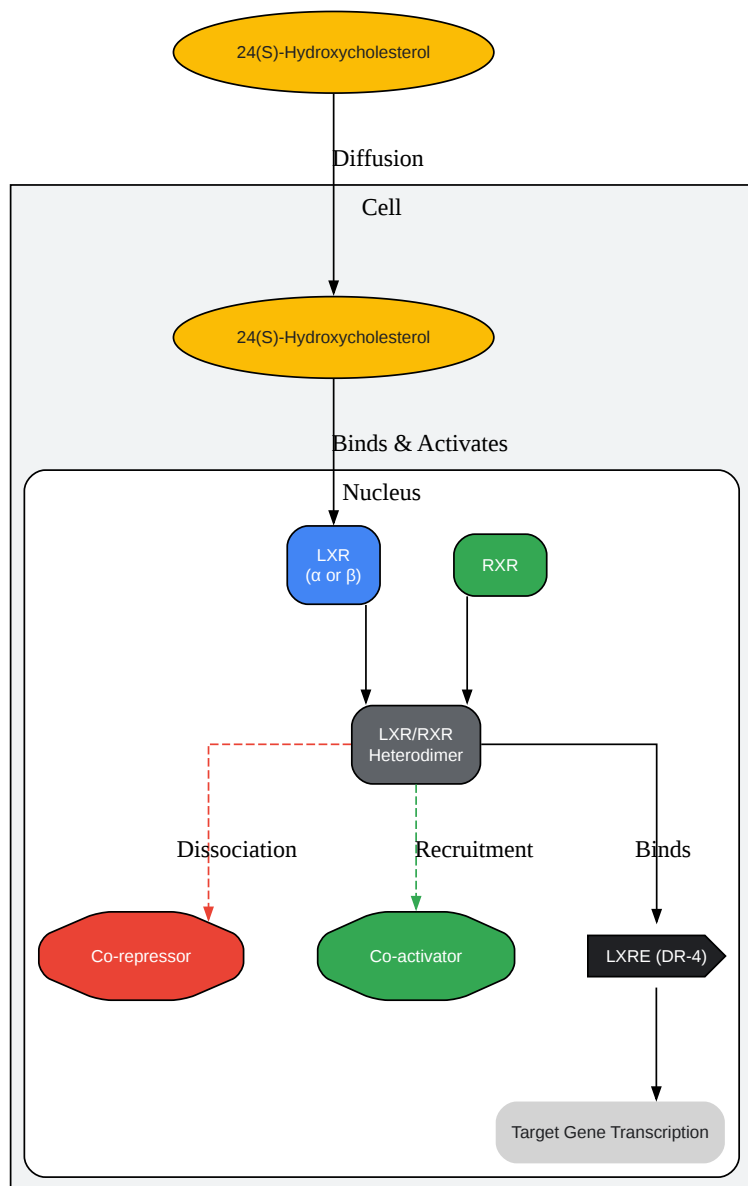 24(S)-Hydroxycholesterol
Diffusion
Cell
24(S)-Hydroxycholesterol
Binds & Activates
Nucleus
LXR
(α or β)
RXR
LXR/RXR
Heterodimer
Dissociation
Recruitment
Binds
Co-repressor
Co-activator
LXRE (DR-4)
Target Gene Transcription